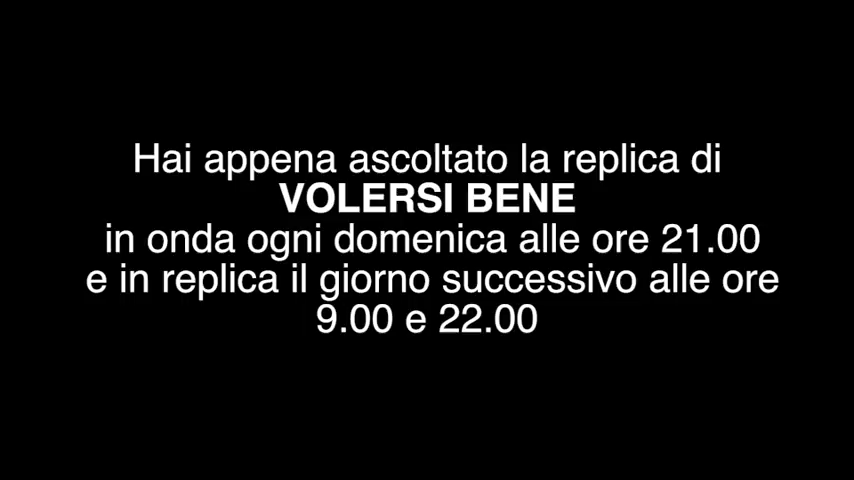 Hai appena ascoltato la replica di
VOLERSI BENE
in onda ogni domenica alle ore 21.00
e in replica il giorno successivo alle ore
9.00 e 22.00